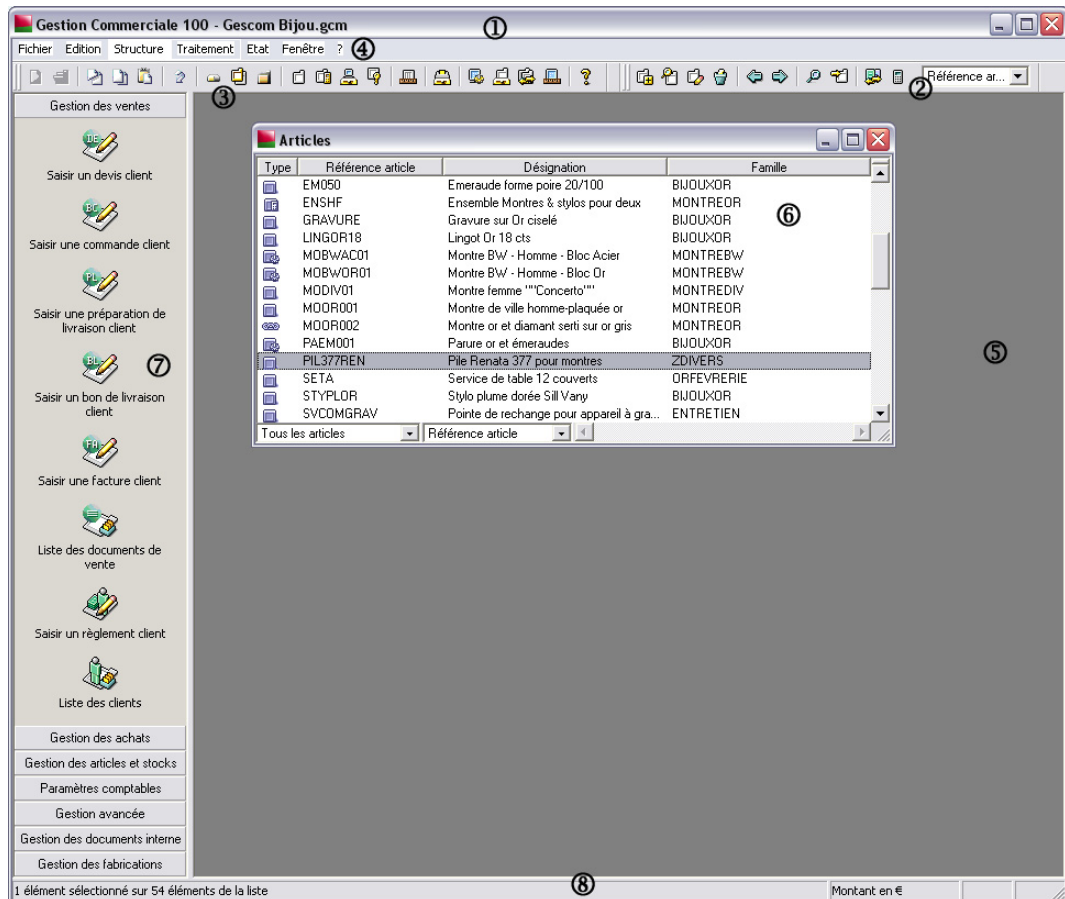 Gestion Commerciale 100 - Gescom Bijou.gcm
①
Fichier Edition Structure Traitement Etat Fenêtre ?
④
③
②
Référence ar...
Gestion des ventes
Saisir un devis client
Saisir une commande client
Saisir une préparation de
livraison client
⑦
Saisir un bon de livraison
client
Saisir une facture client
Liste des documents de
vente
Saisir un règlement client
Liste des clients
Gestion des achats
Gestion des articles et stocks
Paramètres comptables
Gestion avancée
Gestion des documents interne
Gestion des fabrications
Articles
Type Référence article Désignation Famille
EM050 Emeraude forme poire 20/100 BIJOUXOR
ENSHF Ensemble Montres & stylos pour deux MONTREOR
GRAVURE Gravure sur Or ciselé BIJOUXOR
LINGOR18 Lingot Or 18 cts BIJOUXOR
MOBWAC01 Montre BW - Homme - Bloc Acier MONTREBW
MOBWOR01 Montre BW - Homme - Bloc Or MONTREBW
MODIV01 Montre femme ""Concerto"" MONTREDIV
MOOR001 Montre de ville homme-plaquée or MONTREOR
MOOR002 Montre or et diamant serti sur or gris MONTREOR
PAEM001 Parure or et émeraudes BIJOUXOR
PIL377REN Pile Renata 377 pour montres ZDIVERS
SETA Service de table 12 couverts ORFEVRERIE
STYPLOR Stylo plume dorée Sill Vany BIJOUXOR
SVCOMGRAV Pointe de rechange pour appareil à gra... ENTRETIEN
Tous les articles Référence article
⑥
⑤
1 élément sélectionné sur 54 éléments de la liste
⑧
Montant en €